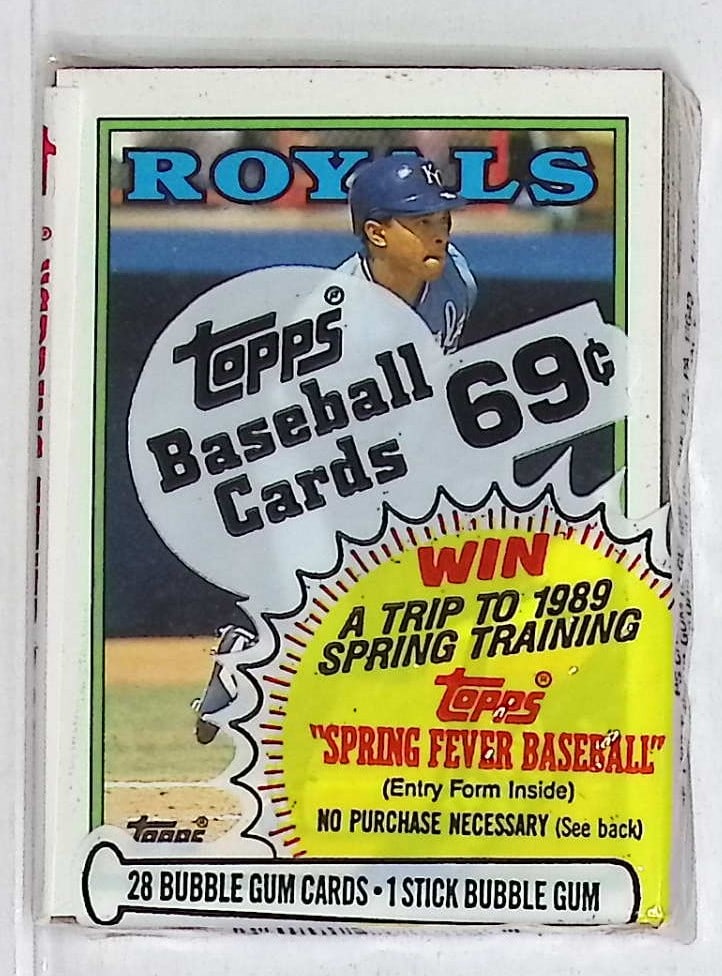 ROYALS
KC
Topps®
Baseball
Cards
69¢
WIN
A TRIP TO 1989
SPRING TRAINING
Topps®
"SPRING FEVER BASEBALL"
(Entry Form Inside)
NO PURCHASE NECESSARY (See back)
Topps®
28 BUBBLE GUM CARDS • 1 STICK BUBBLE GUM